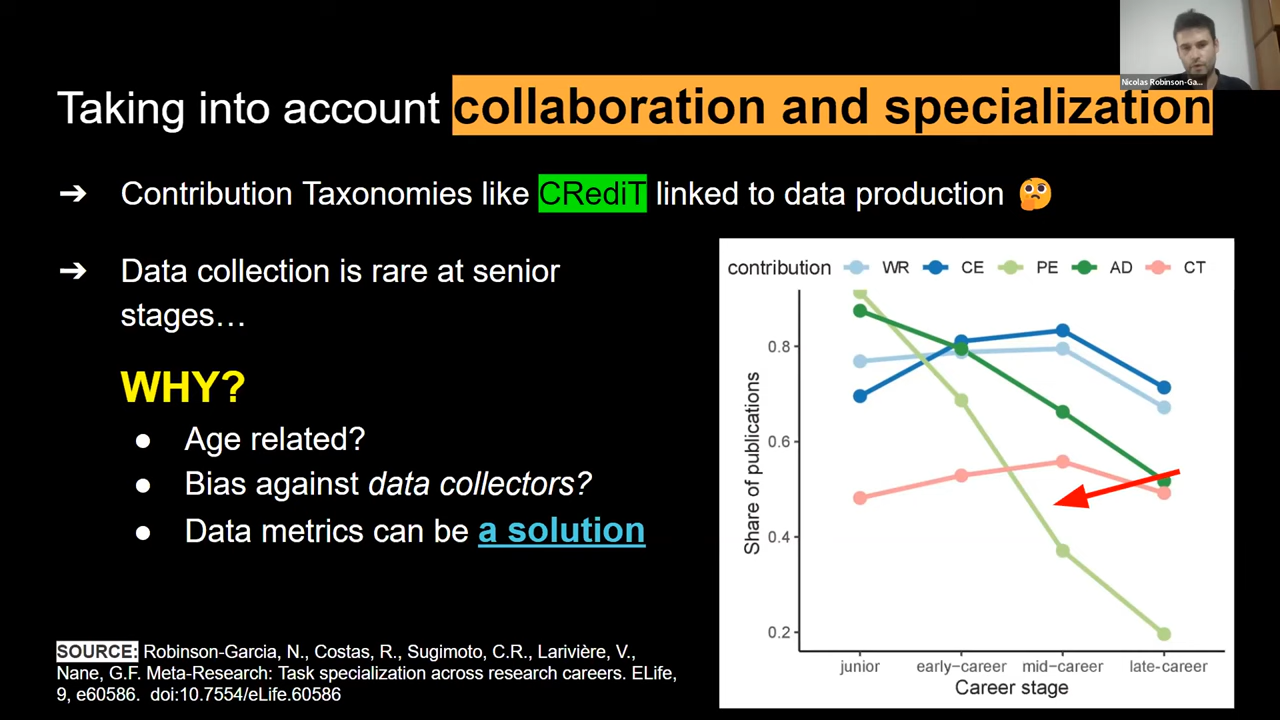 Nicolas Robinson-Ga...
Taking into account collaboration and specialization
➔ Contribution Taxonomies like CRediT linked to data production 🤔
➔ Data collection is rare at senior
stages…
WHY?
● Age related?
● Bias against data collectors?
● Data metrics can be a solution
SOURCE: Robinson-Garcia, N., Costas, R., Sugimoto, C.R., Larivière, V.,
Nane, G.F. Meta-Research: Task specialization across research careers. ELife,
9, e60586. doi:10.7554/eLife.60586
contribution WR CE PE AD CT
Share of publications
0.8
0.6
0.4
0.2
junior early−career mid−career late-career
Career stage